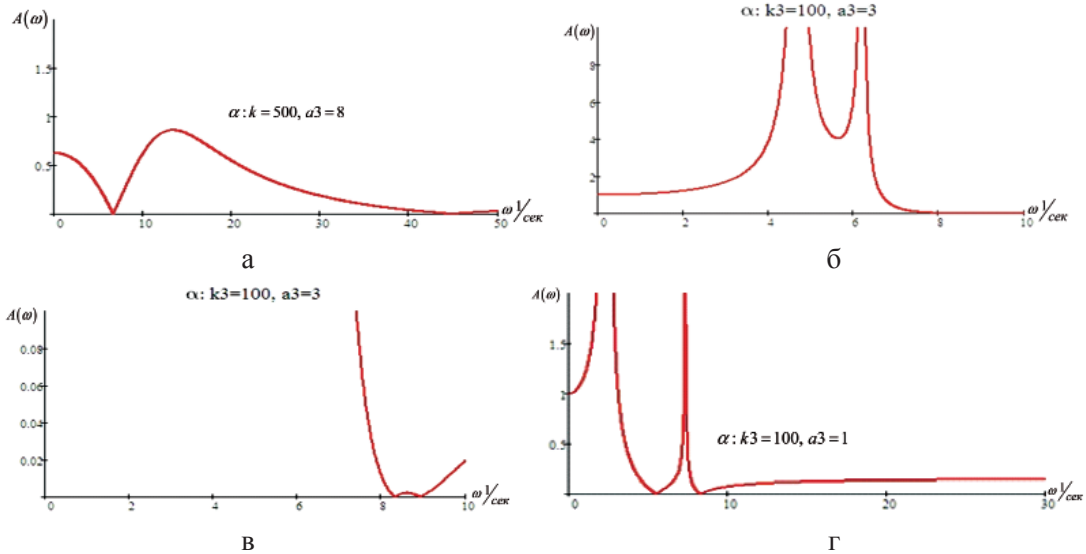 A(ω)
1.5
1
0.5
0
10
20
30
40
50
α: k = 500, a3 = 8
ω 1/сек
а
α: k3=100, a3=3
A(ω)
8
6
4
2
0
2
4
6
8
10
ω 1/сек
б
α: k3=100, a3=3
A(ω)
0.08
0.06
0.04
0.02
0
2
4
6
8
10
ω 1/сек
в
A(ω)
1.5
1
0.5
0
10
20
30
α: k3 = 100, a3 = 1
ω 1/сек
г